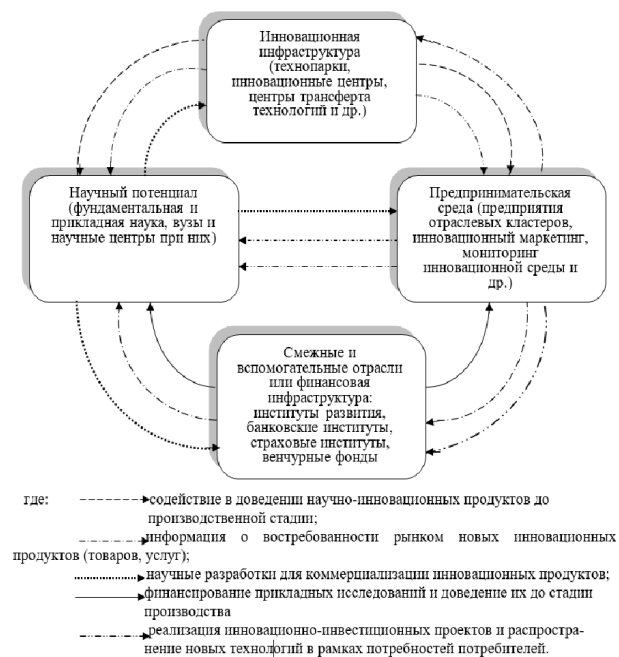 Инновационная
инфраструктура
(технопарки,
инновационные центры,
центры трансферта
технологий и др.)
Научный потенциал
(фундаментальная и
прикладная наука, вузы и
научные центры при них)
Предпринимательская
среда (предприятия
отраслевых кластеров,
инновационный маркетинг,
мониторинг
инновационной среды и
др.)
Смежные и
вспомогательные отрасли
или финансовая
инфраструктура:
институты развития,
банковские институты,
страховые институты,
венчурные фонды
где: содействие в доведении научно-инновационных продуктов до
производственной стадии;
информация о востребованности рынком новых инновационных
продуктов (товаров, услуг);
научные разработки для коммерциализации инновационных продуктов;
финансирование прикладных исследований и доведение их до стадии
производства
реализация инновационно-инвестиционных проектов и распростра-
нение новых технологий в рамках потребностей потребителей.